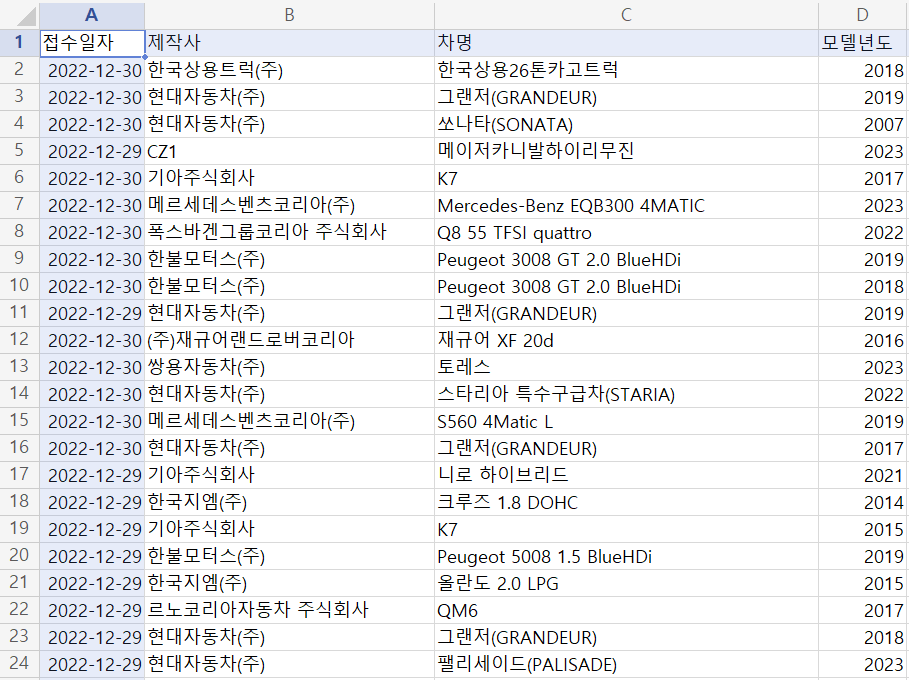 A B C D
1 접수일자 제작사 차명 모델년도
2 2022-12-30 한국상용트럭(주) 한국상용26톤카고트럭 2018
3 2022-12-30 현대자동차(주) 그랜저(GRANDEUR) 2019
4 2022-12-30 현대자동차(주) 쏘나타(SONATA) 2007
5 2022-12-29 CZ1 메이저카니발하이리무진 2023
6 2022-12-30 기아주식회사 K7 2017
7 2022-12-30 메르세데스벤츠코리아(주) Mercedes-Benz EQB300 4MATIC 2023
8 2022-12-30 폭스바겐그룹코리아 주식회사 Q8 55 TFSI quattro 2022
9 2022-12-30 한불모터스(주) Peugeot 3008 GT 2.0 BlueHDi 2019
10 2022-12-30 한불모터스(주) Peugeot 3008 GT 2.0 BlueHDi 2018
11 2022-12-29 현대자동차(주) 그랜저(GRANDEUR) 2019
12 2022-12-30 (주)재규어랜드로버코리아 재규어 XF 20d 2016
13 2022-12-30 쌍용자동차(주) 토레스 2023
14 2022-12-30 현대자동차(주) 스타리아 특수구급차(STARIA) 2022
15 2022-12-30 메르세데스벤츠코리아(주) S560 4Matic L 2019
16 2022-12-30 현대자동차(주) 그랜저(GRANDEUR) 2017
17 2022-12-29 기아주식회사 니로 하이브리드 2021
18 2022-12-29 한국지엠(주) 크루즈 1.8 DOHC 2014
19 2022-12-29 기아주식회사 K7 2015
20 2022-12-29 한불모터스(주) Peugeot 5008 1.5 BlueHDi 2019
21 2022-12-29 한국지엠(주) 올란도 2.0 LPG 2015
22 2022-12-29 르노코리아자동차 주식회사 QM6 2017
23 2022-12-29 현대자동차(주) 그랜저(GRANDEUR) 2018
24 2022-12-29 현대자동차(주) 팰리세이드(PALISADE) 2023